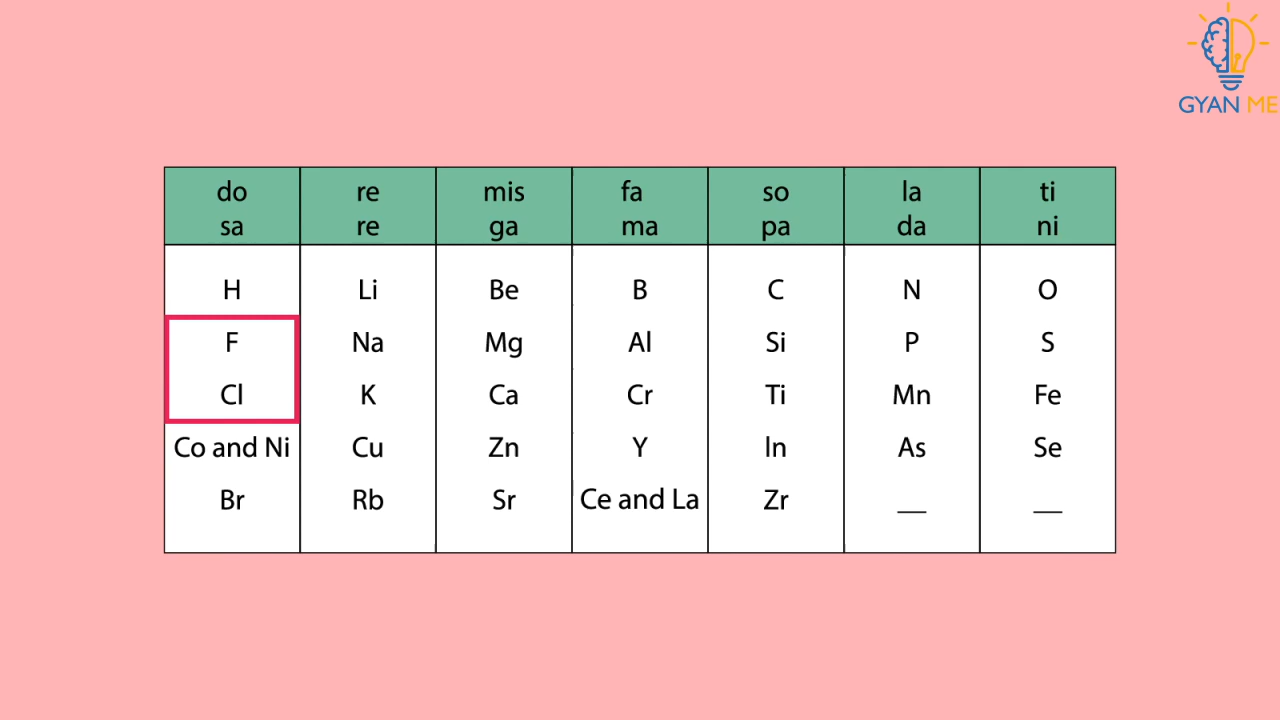 GYAN ME
do re mis fa so la ti
sa re ga ma pa da ni
H Li Be B C N O
F Na Mg Al Si P S
Cl K Ca Cr Ti Mn Fe
Co and Ni Cu Zn Y In As Se
Br Rb Sr Ce and La Zr __ __